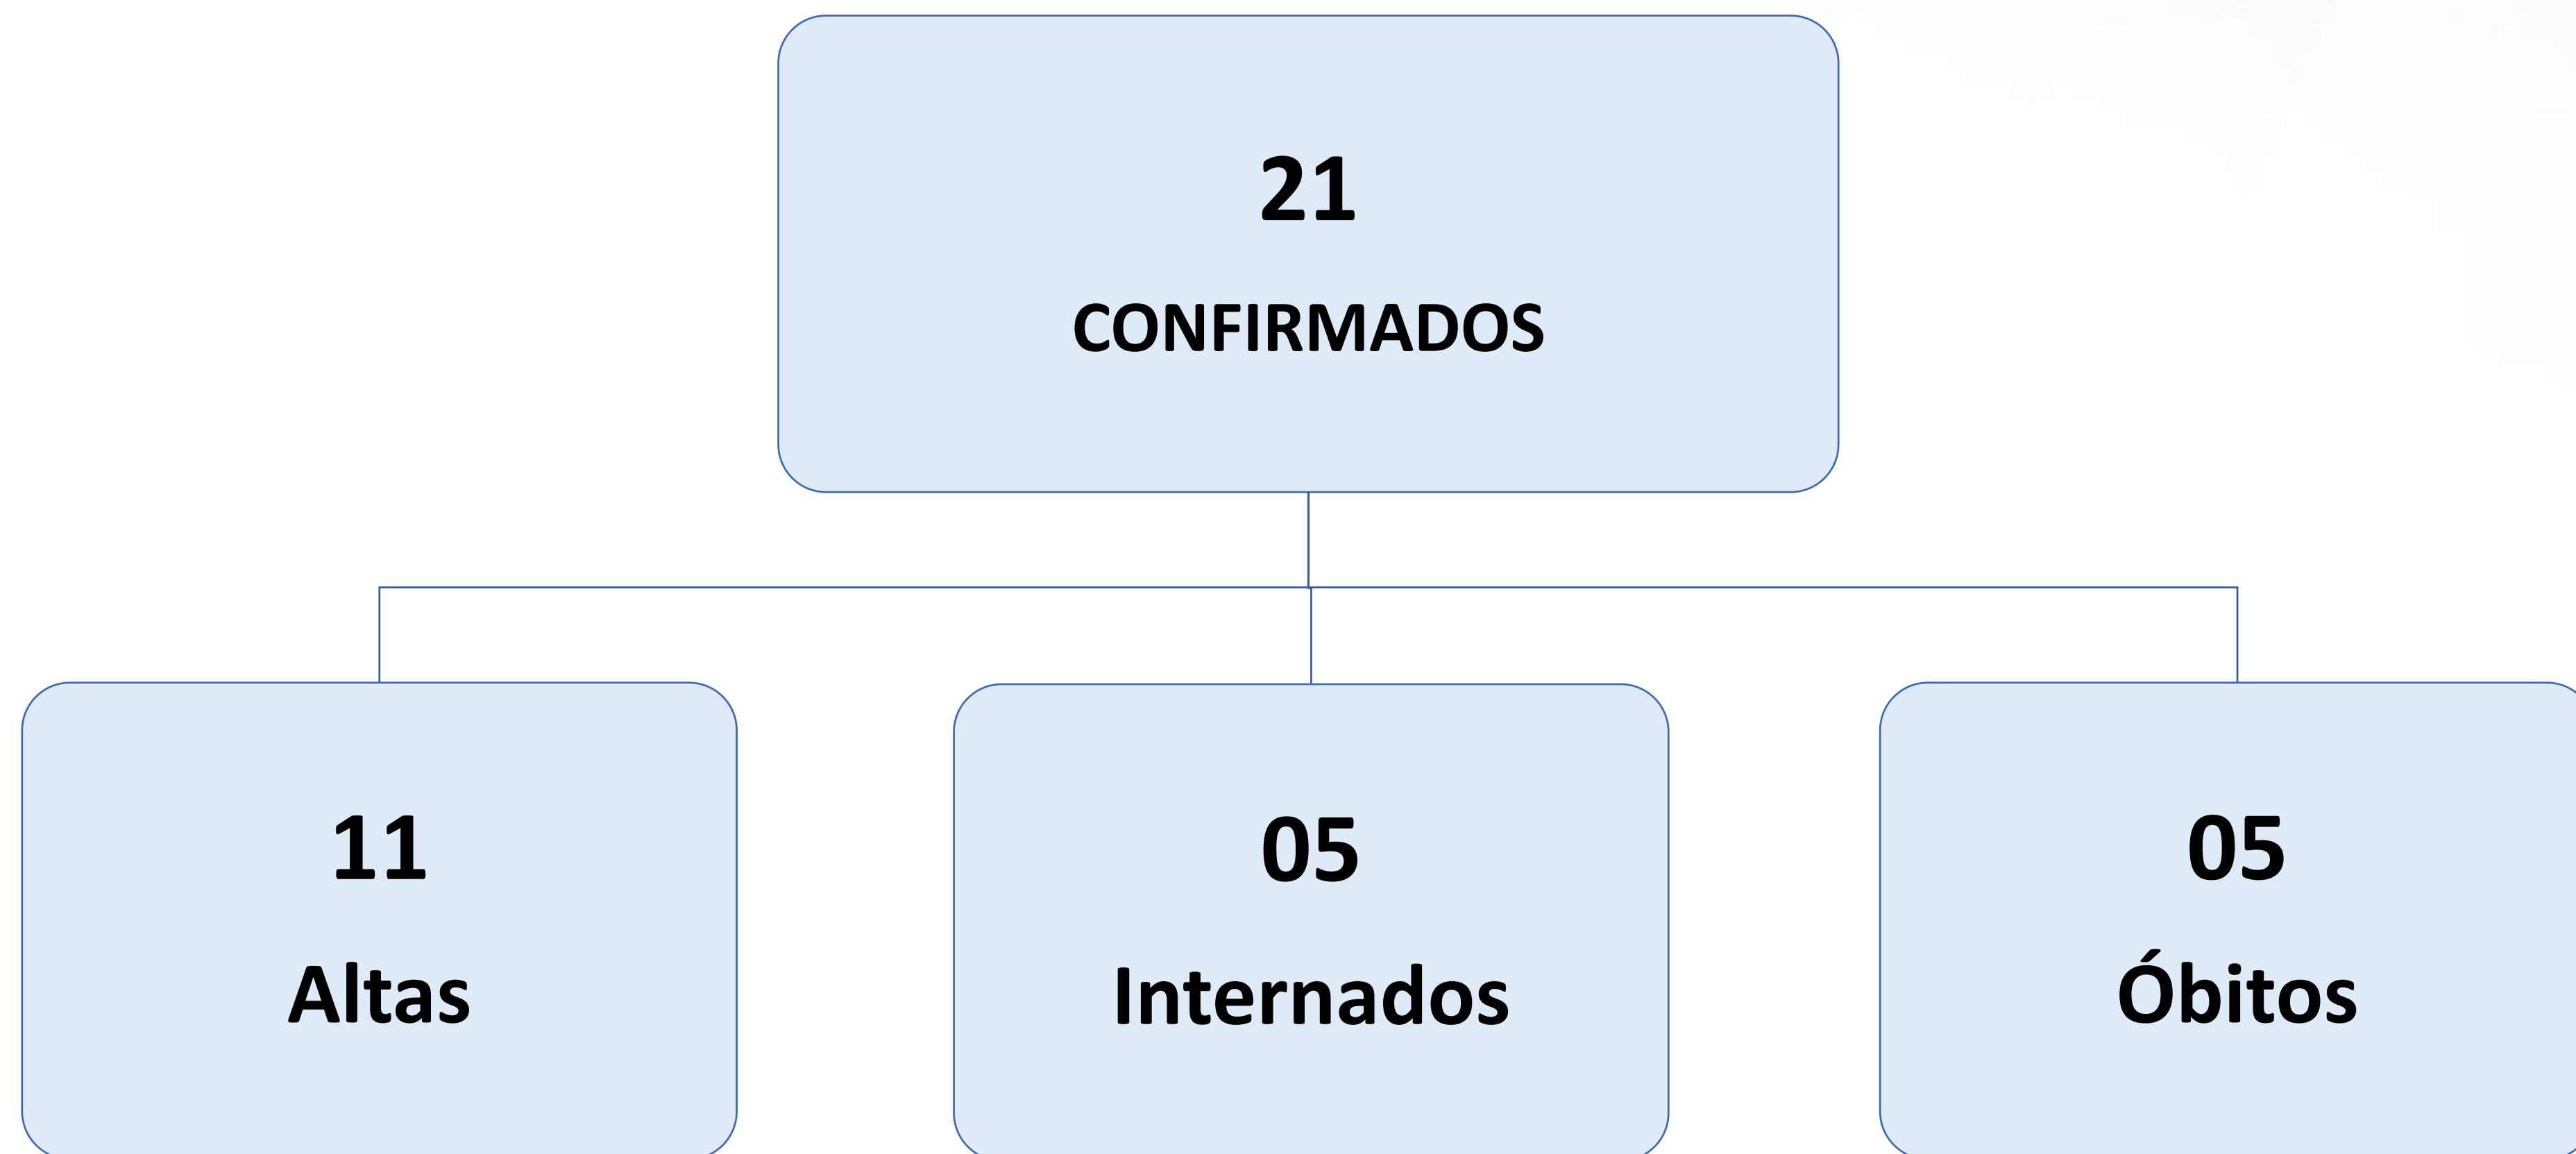 21
CONFIRMADOS
11
Altas
05
Internados
05
Óbitos